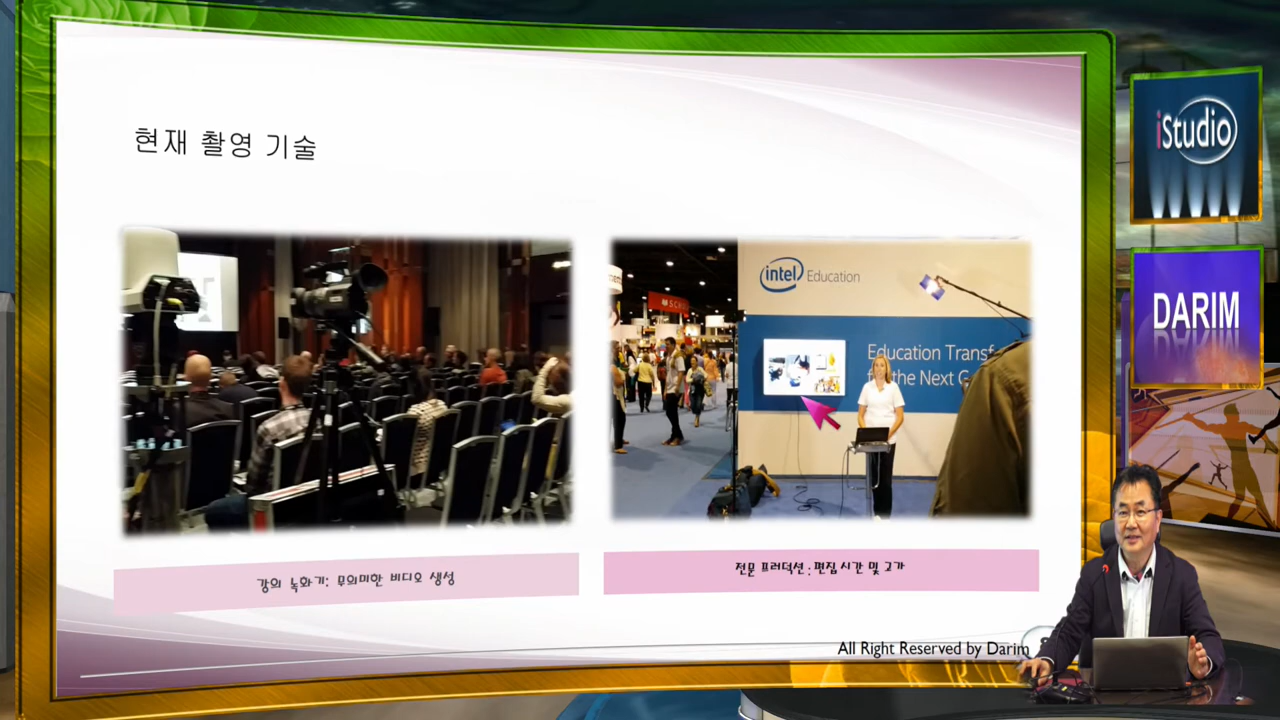 현재 촬영 기술
intel Education
Education Transf
the Next G
강의 녹화기: 무의미한 비디오 생성
전문 프러덕션 : 편집 시간 및 고가
All Right Reserved by Darim
iStudio
DARIM